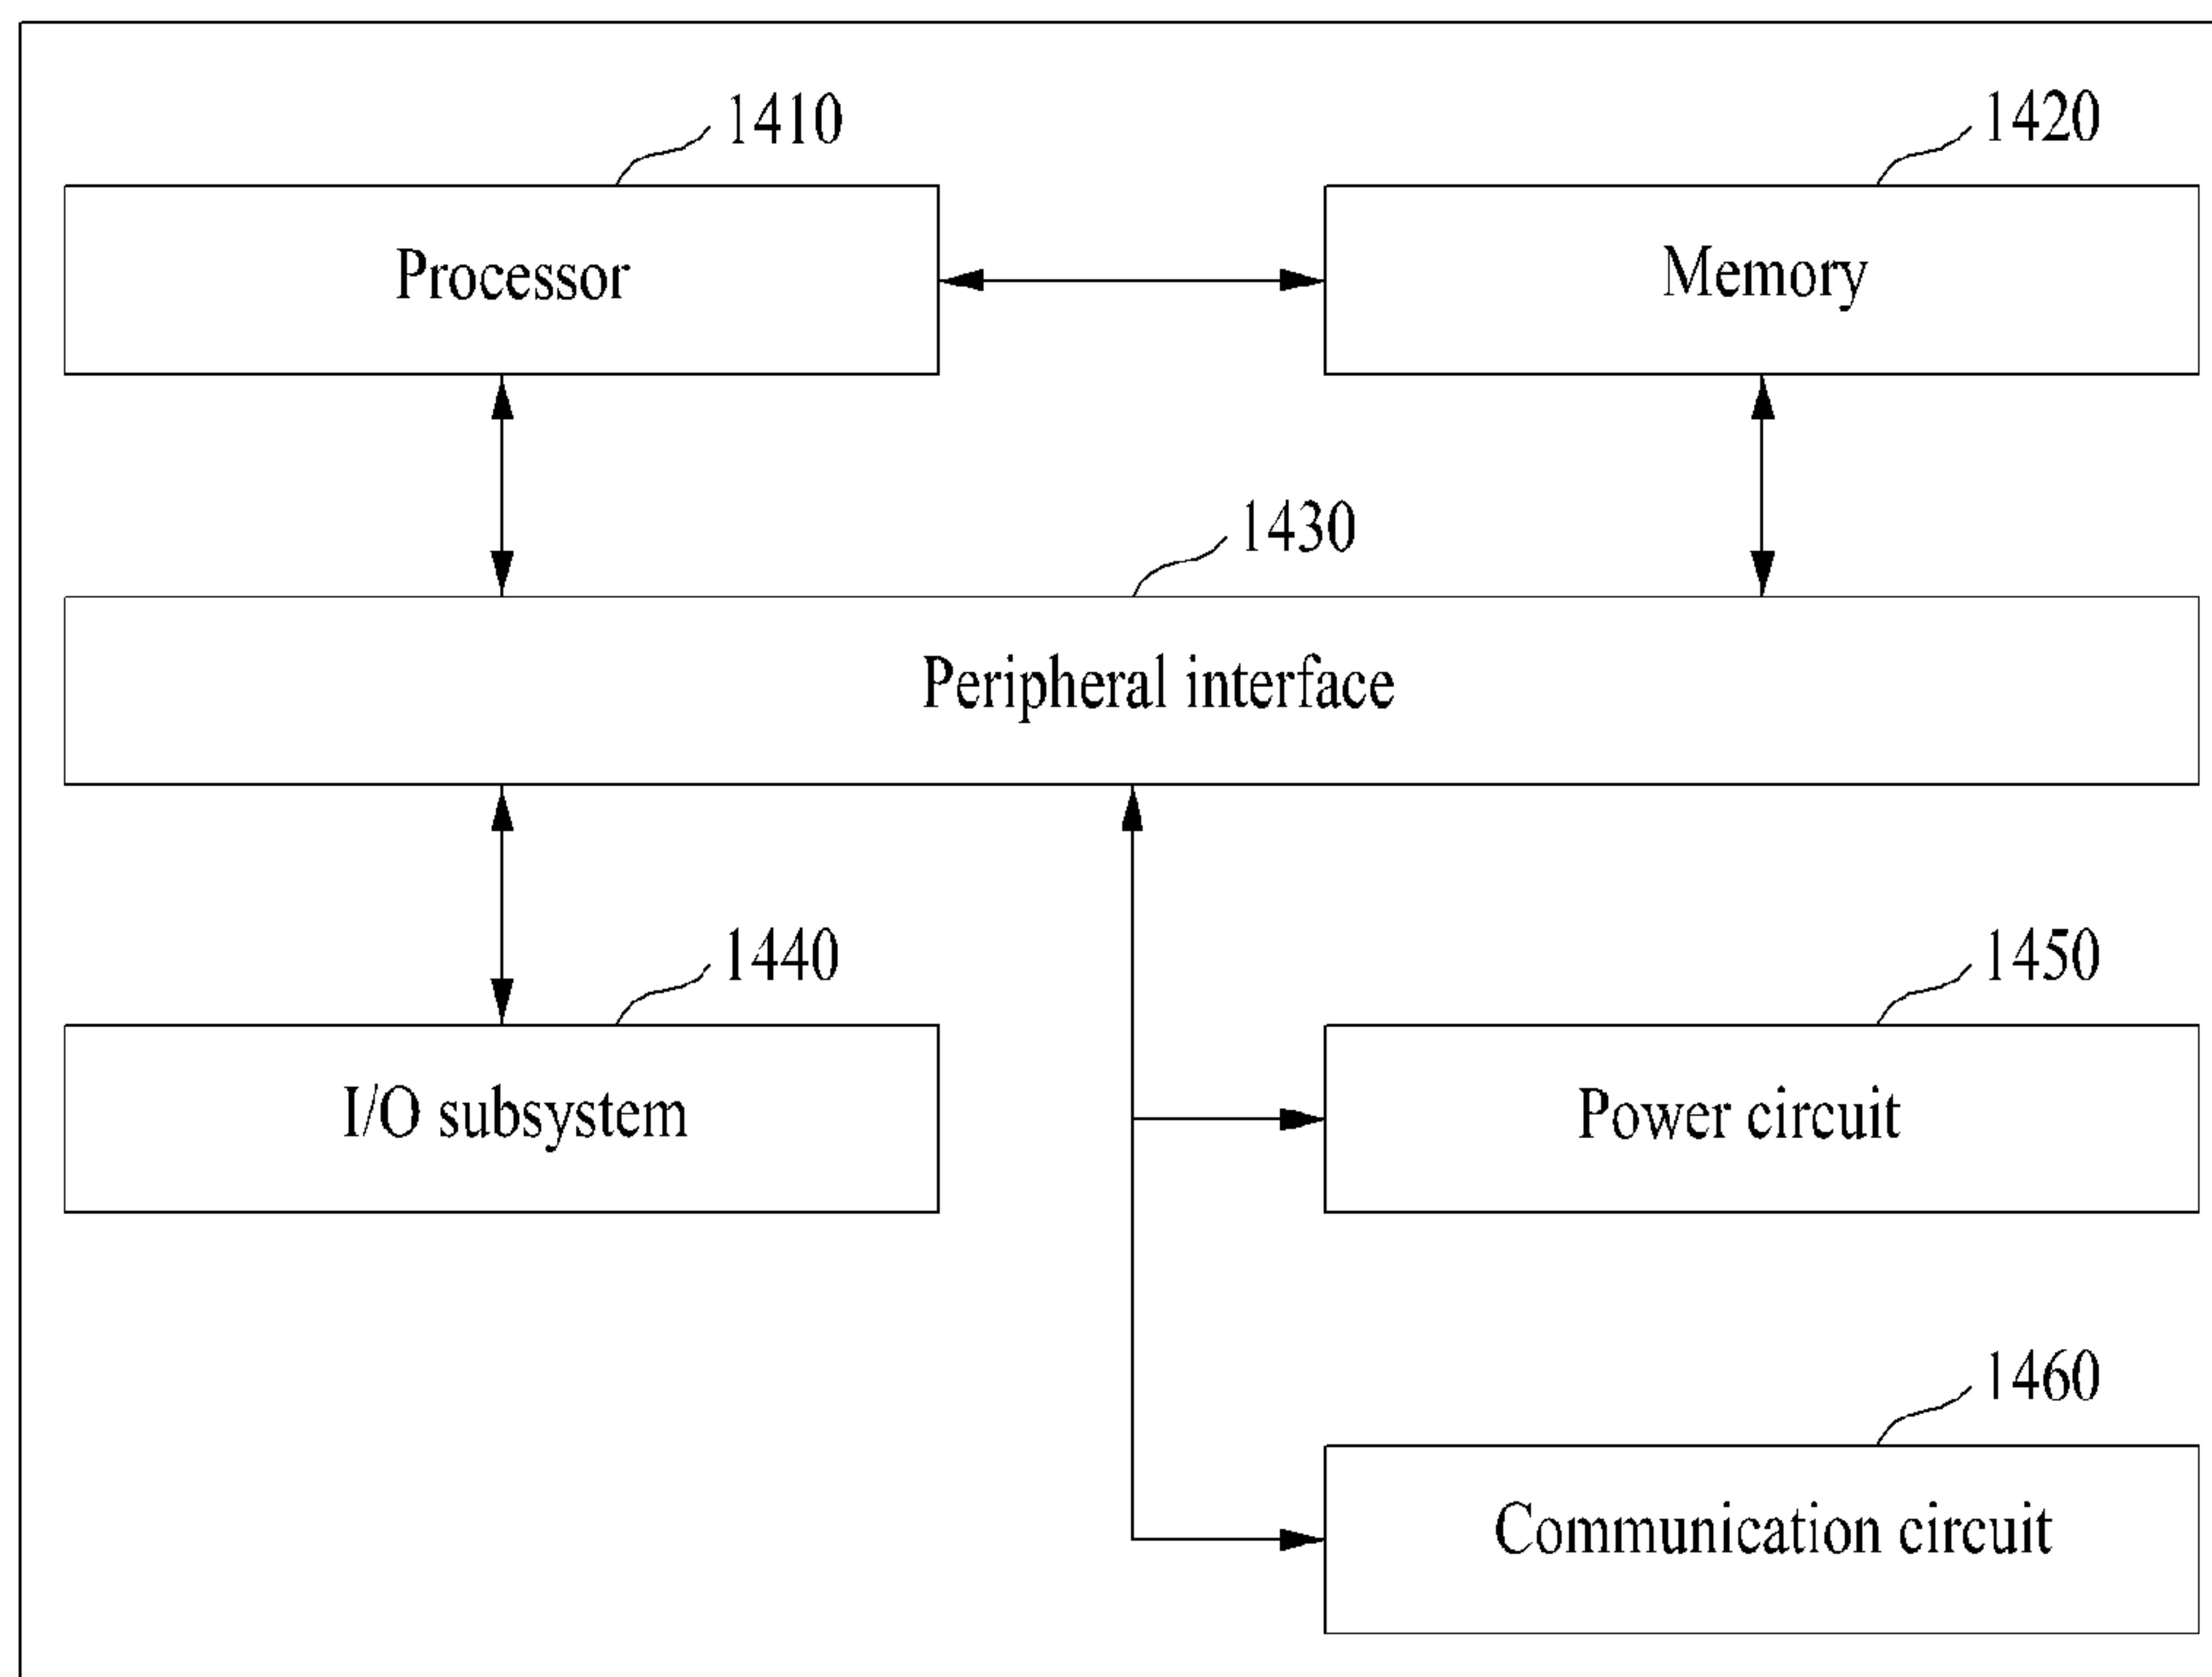 1410
1420
Processor
Memory
1430
Peripheral interface
1440
1450
I/O subsystem
Power circuit
1460
Communication circuit